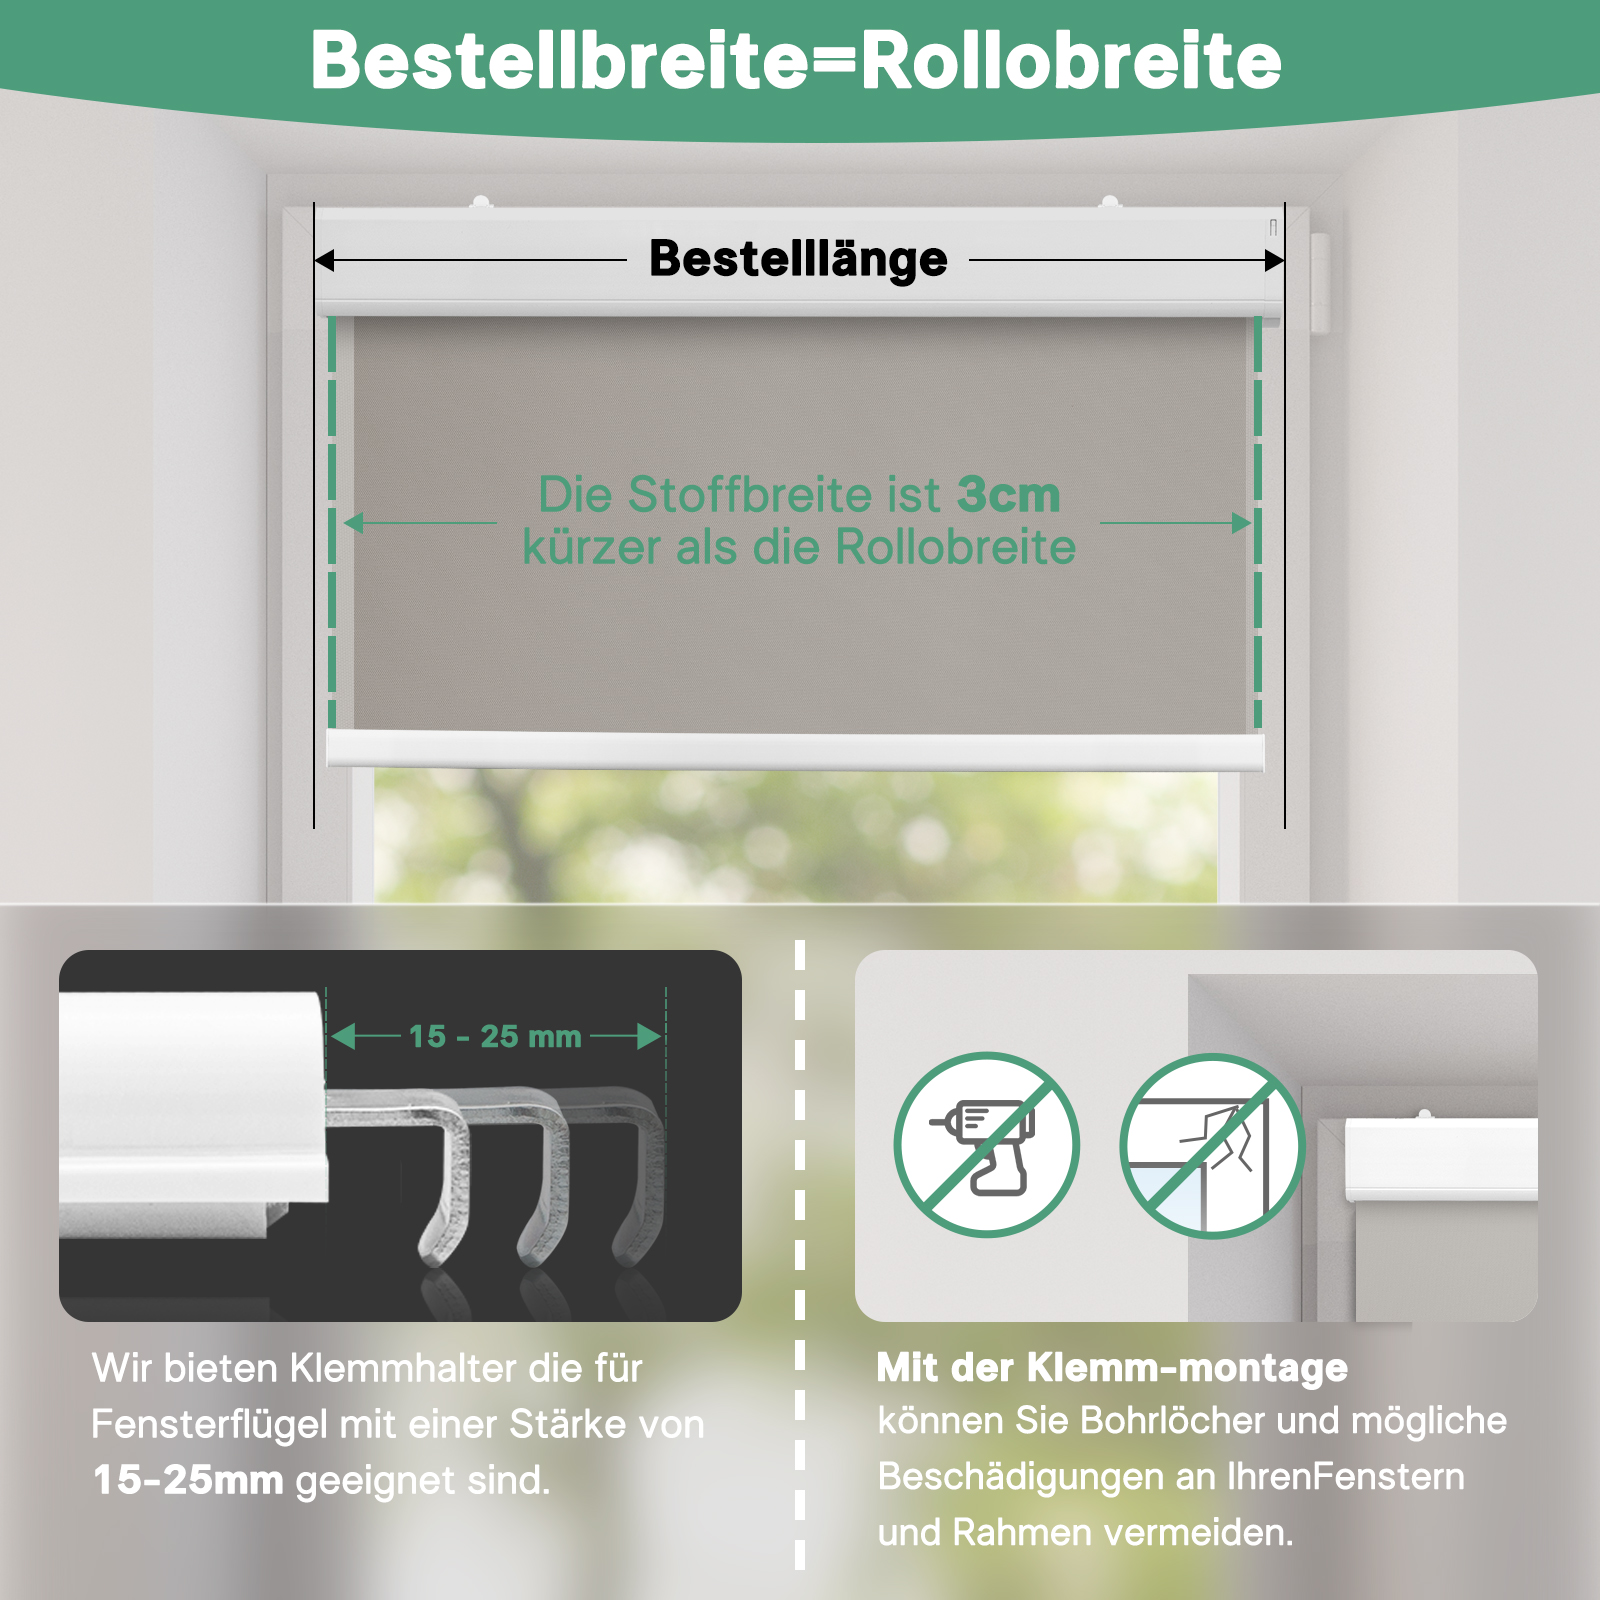 Bestellbreite=Rollobreite
Bestelllänge
Die Stoffbreite ist 3cm
kürzer als die Rollobreite
15 - 25 mm
Wir bieten Klemmhalter die für
Fensterflügel mit einer Stärke von
15-25mm geeignet sind.
Mit der Klemm-montage
können Sie Bohrlöcher und mögliche
Beschädigungen an IhrenFenstern
und Rahmen vermeiden.